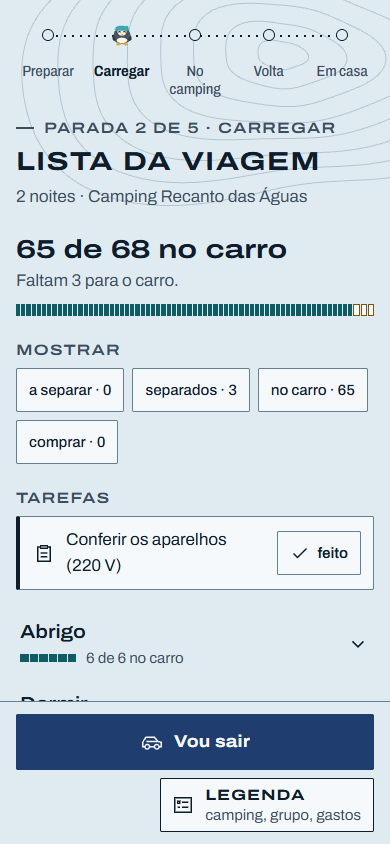 Preparar
Carregar
No
camping
Volta
Em casa
PARADA 2 DE 5 · CARREGAR
LISTA DA VIAGEM
2 noites · Camping Recanto das Águas
65 de 68 no carro
Faltam 3 para o carro.
MOSTRAR
a separar · 0
separados · 3
no carro · 65
comprar · 0
TAREFAS
Conferir os aparelhos
(220 V)
feito
Abrigo
6 de 6 no carro
Vou sair
LEGENDA
camping, grupo, gastos